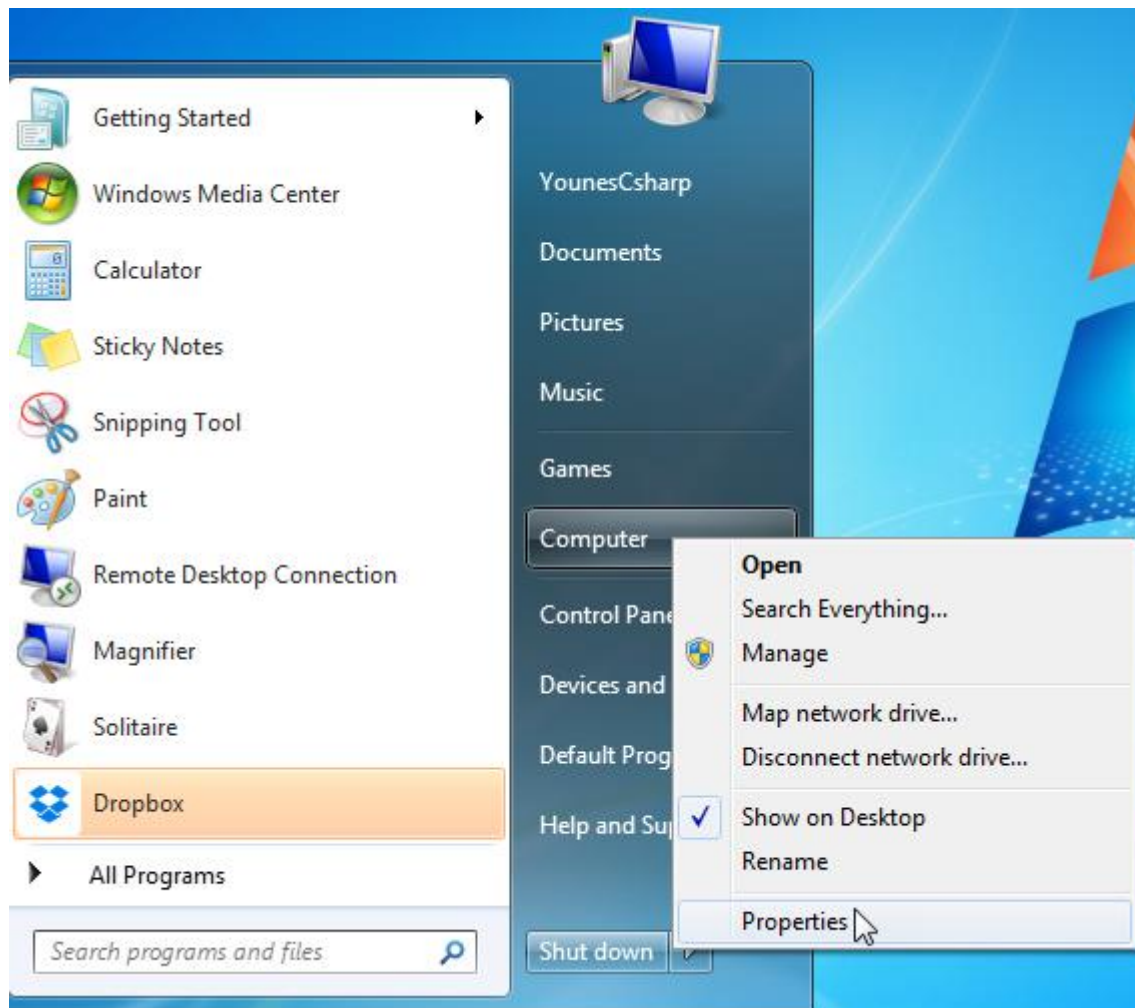 Getting Started
Windows Media Center
Calculator
Sticky Notes
Snipping Tool
Paint
Remote Desktop Connection
Magnifier
Solitaire
Dropbox
All Programs
Search programs and files
YounesCsharp
Documents
Pictures
Music
Games
Computer
Control Pane
Devices and
Default Prog
Help and Su
Shut down
Open
Search Everything...
Manage
Map network drive...
Disconnect network drive...
Show on Desktop
Rename
Properties